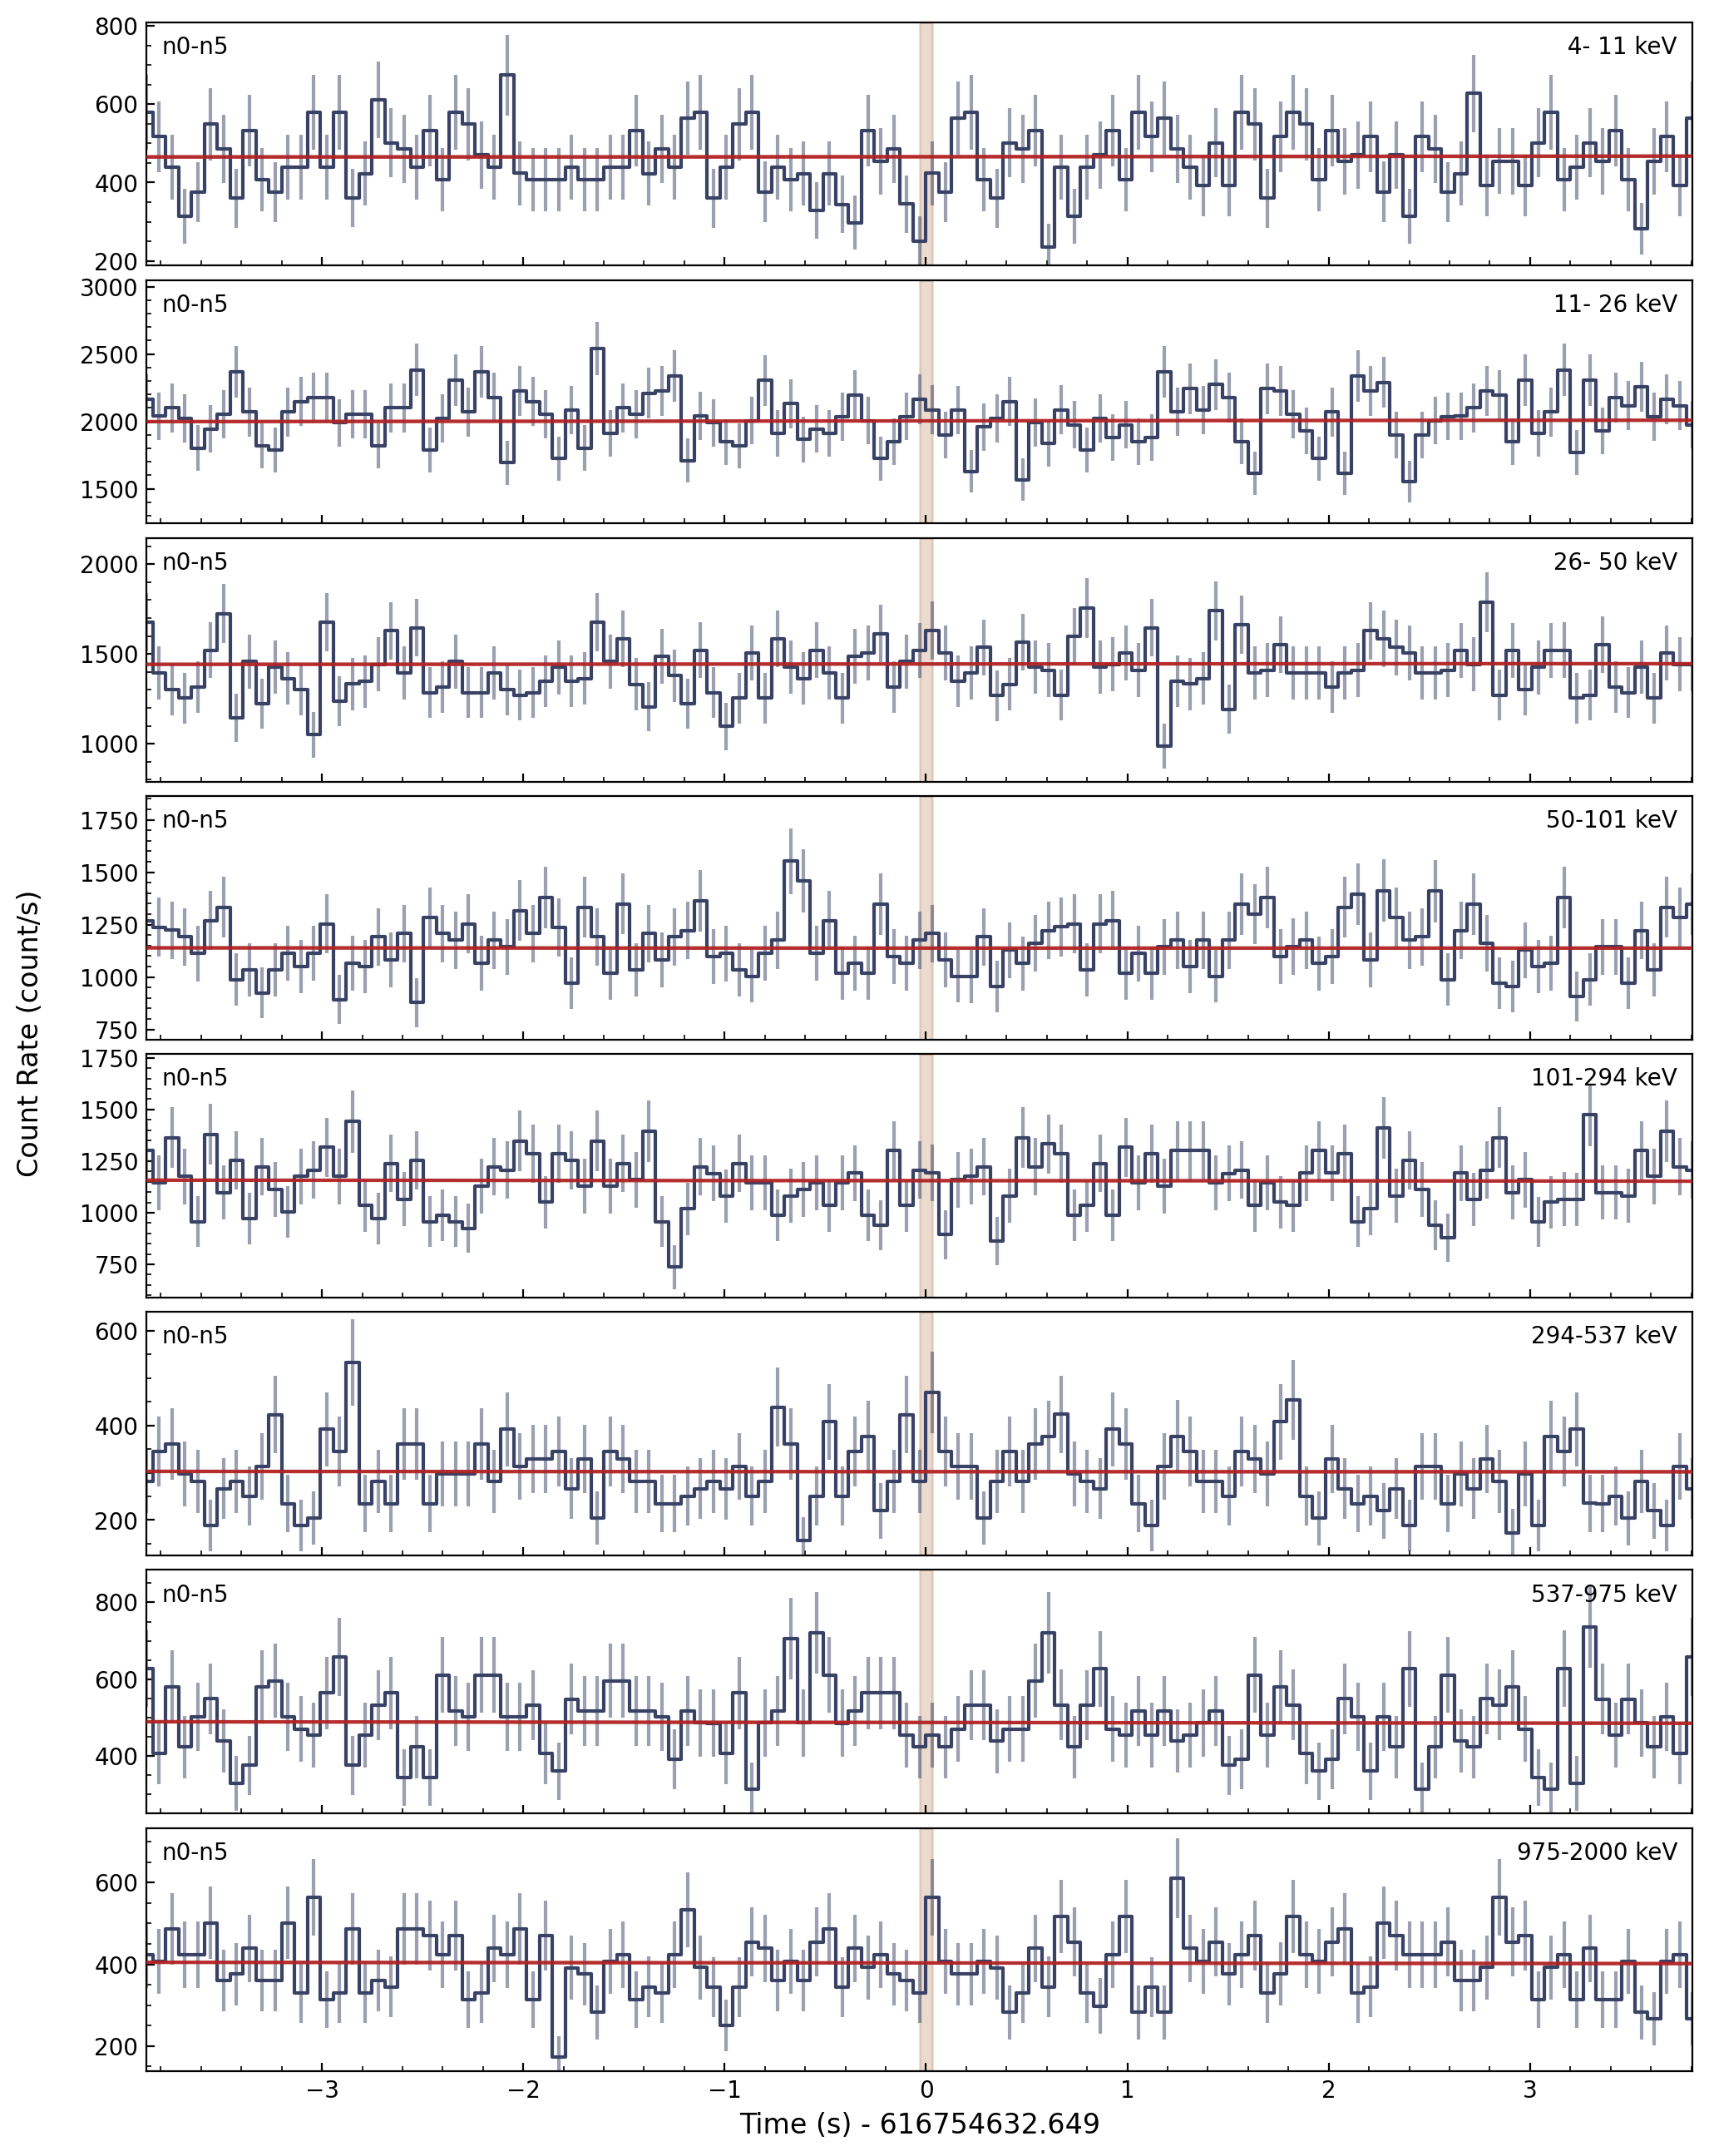 n0-n5 4- 11 keV
800
600
400
200
n0-n5 11- 26 keV
3000
2500
2000
1500
n0-n5 26- 50 keV
2000
1500
1000
n0-n5 50-101 keV
1750
1500
1250
1000
750
n0-n5 101-294 keV
1750
1500
1250
1000
750
n0-n5 294-537 keV
600
400
200
n0-n5 537-975 keV
800
600
400
n0-n5 975-2000 keV
600
400
200
−3 −2 −1 0 1 2 3
Time (s) - 616754632.649
Count Rate (count/s)